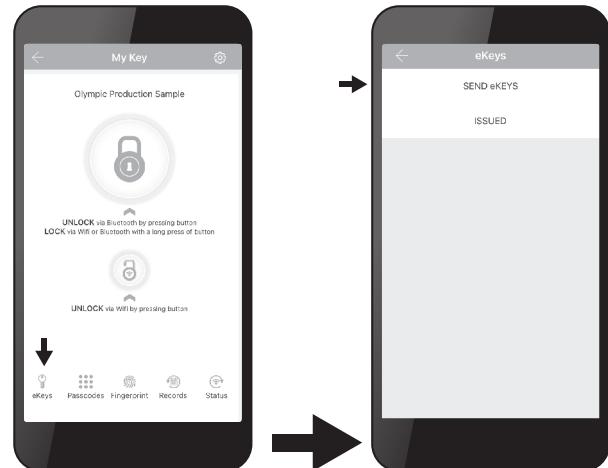 My Key
Olympic Production Sample
UNLOCK via Bluetooth by pressing button
LOCK via Wifi or Bluetooth with a long press of button
UNLOCK via Wifi by pressing button
eKeys Passcodes Fingerprint Records Status
eKeys
SEND eKEYS
ISSUED